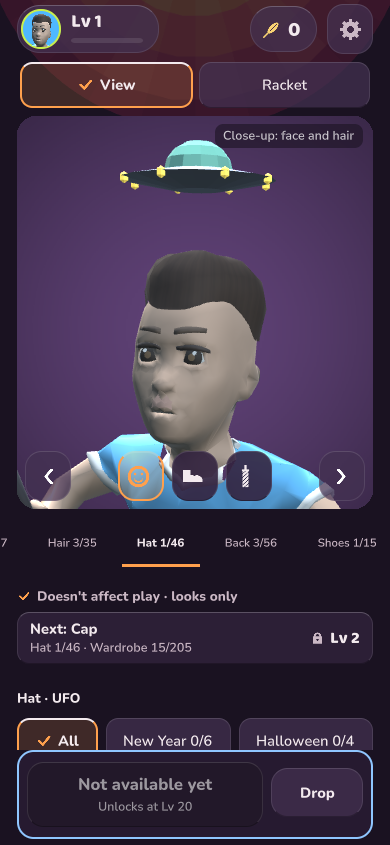 Lv 1
0
View
Racket
Close-up: face and hair
7
Hair 3/35
Hat 1/46
Back 3/56
Shoes 1/15
Doesn't affect play · looks only
Next: Cap
Hat 1/46 · Wardrobe 15/205
Lv 2
Hat · UFO
All
New Year 0/6
Halloween 0/4
Not available yet
Unlocks at Lv 20
Drop